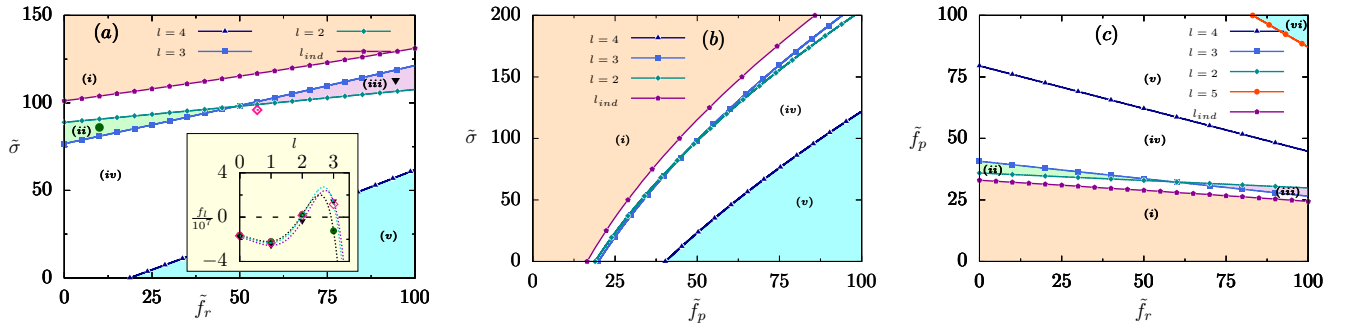 (a)
l = 4
l = 2
l = 3
l_ind
(i)
(ii)
(iii)
(iv)
(v)
150
100
50
0
σ̃
0 25 50 75 100
f̃_r
l
0 1 2 3
4
0
−4
f_l
10^7
(b)
l = 4
l = 3
l = 2
l_ind
(i)
(iv)
(v)
200
150
100
50
0
σ̃
0 25 50 75 100
f̃_p
(c)
l = 4
l = 3
l = 2
l = 5
l_ind
(vi)
(v)
(iv)
(ii)
(iii)
(i)
100
75
50
25
0
f̃_p
0 25 50 75 100
f̃_r